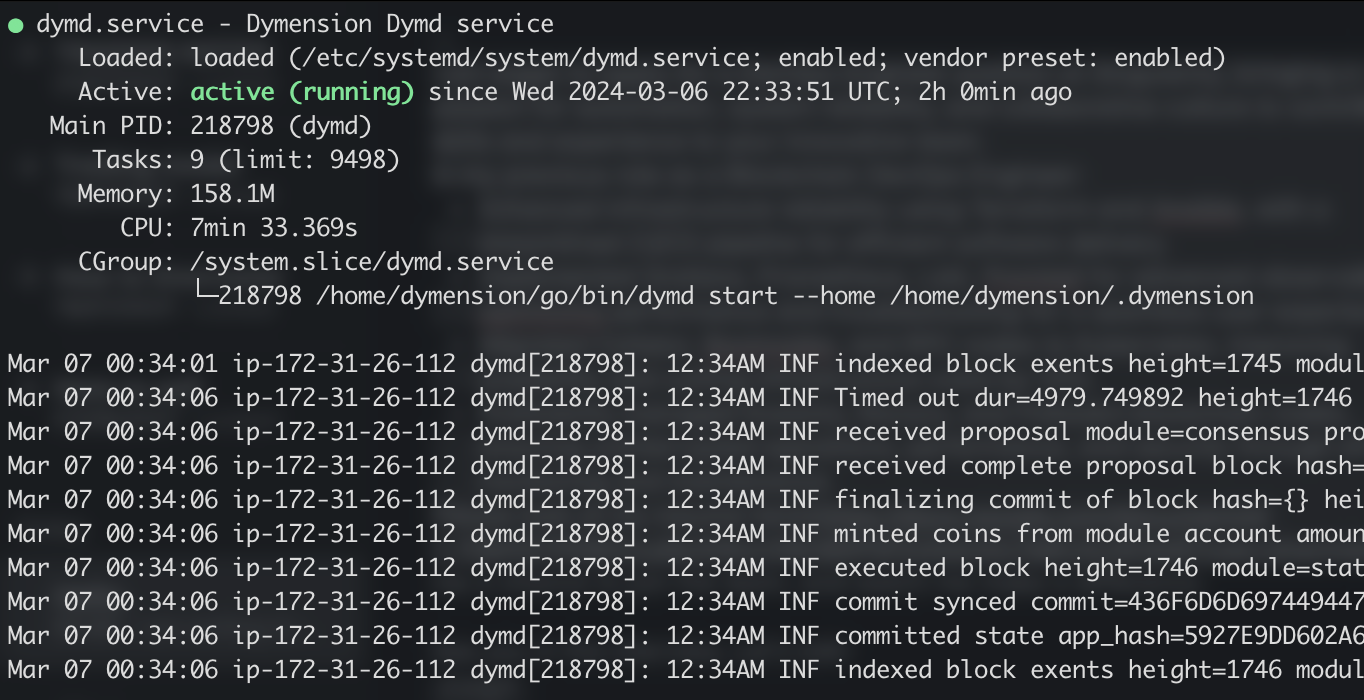 ● dymd.service - Dymension Dymd service
Loaded: loaded (/etc/systemd/system/dymd.service; enabled; vendor preset: enabled)
Active: active (running) since Wed 2024-03-06 22:33:51 UTC; 2h 0min ago
Main PID: 218798 (dymd)
Tasks: 9 (limit: 9498)
Memory: 158.1M
CPU: 7min 33.369s
CGroup: /system.slice/dymd.service
└─218798 /home/dymension/go/bin/dymd start --home /home/dymension/.dymension
Mar 07 00:34:01 ip-172-31-26-112 dymd[218798]: 12:34AM INF indexed block exents height=1745 modul
Mar 07 00:34:06 ip-172-31-26-112 dymd[218798]: 12:34AM INF Timed out dur=4979.749892 height=1746
Mar 07 00:34:06 ip-172-31-26-112 dymd[218798]: 12:34AM INF received proposal module=consensus pro
Mar 07 00:34:06 ip-172-31-26-112 dymd[218798]: 12:34AM INF received complete proposal block hash=
Mar 07 00:34:06 ip-172-31-26-112 dymd[218798]: 12:34AM INF finalizing commit of block hash={} hei
Mar 07 00:34:06 ip-172-31-26-112 dymd[218798]: 12:34AM INF minted coins from module account amoun
Mar 07 00:34:06 ip-172-31-26-112 dymd[218798]: 12:34AM INF executed block height=1746 module=stat
Mar 07 00:34:06 ip-172-31-26-112 dymd[218798]: 12:34AM INF commit synced commit=436F6D6D697449447
Mar 07 00:34:06 ip-172-31-26-112 dymd[218798]: 12:34AM INF committed state app_hash=5927E9DD602A6
Mar 07 00:34:06 ip-172-31-26-112 dymd[218798]: 12:34AM INF indexed block exents height=1746 modul